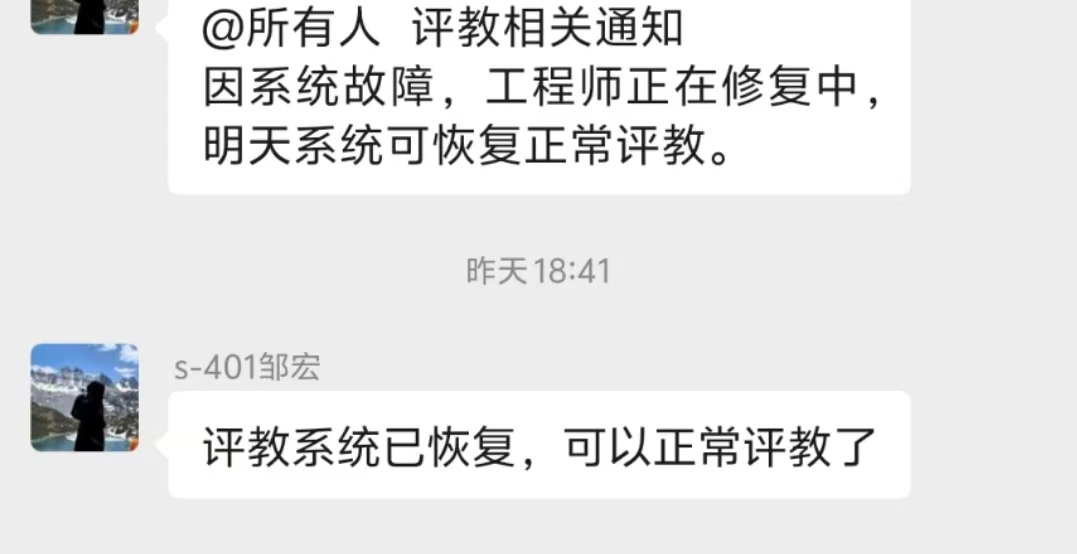 @所有人 评教相关通知
因系统故障，工程师正在修复中，
明天系统可恢复正常评教。
昨天18:41
s-401邹宏
评教系统已恢复，可以正常评教了